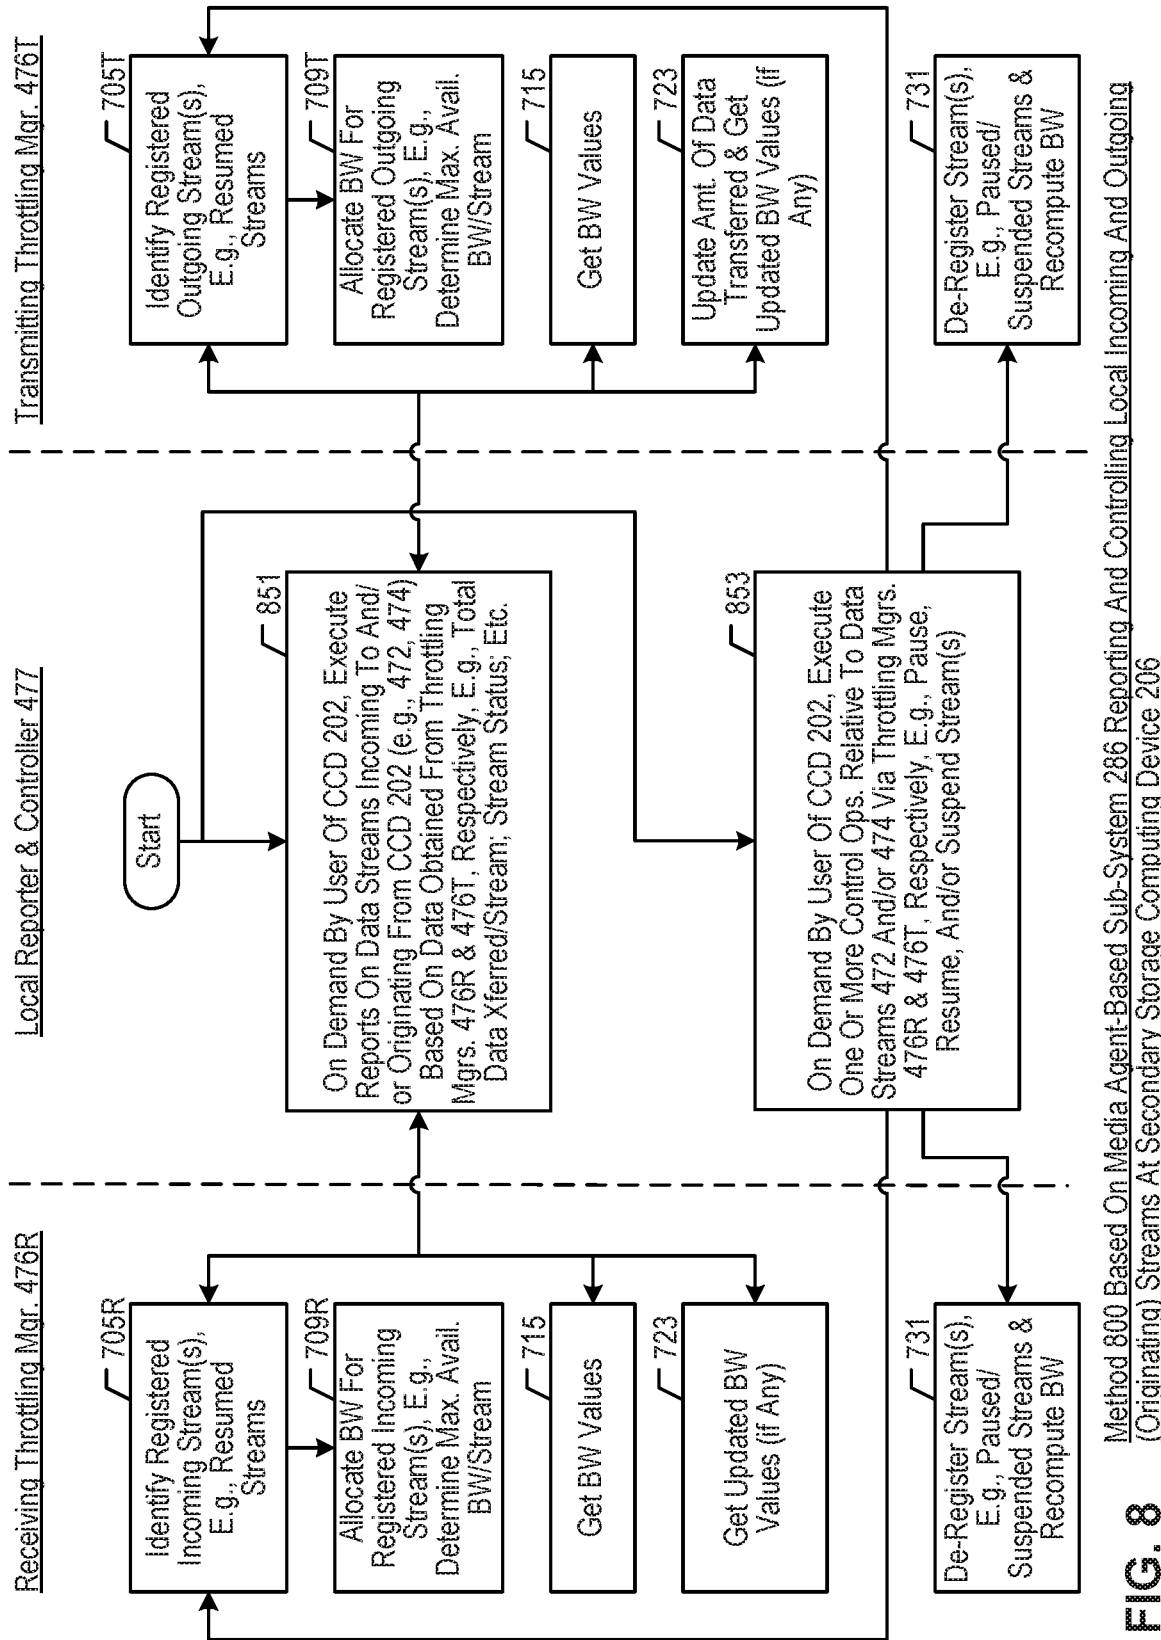 Receiving Throttling Mgr. 476R
705R
Identify Registered
Incoming Stream(s),
E.g., Resumed
Streams
709R
Allocate BW For
Registered Incoming
Stream(s), E.g.,
Determine Max. Avail.
BW/Stream
715
Get BW Values
723
Get Updated BW
Values (if Any)
731
De-Register Stream(s),
E.g., Paused/
Suspended Streams &
Recompute BW
Local Reporter & Controller 477
Start
851
On Demand By User Of CCD 202, Execute
Reports On Data Streams Incoming To And/
or Originating From CCD 202 (e.g., 472, 474)
Based On Data Obtained From Throttling
Mgrs. 476R & 476T, Respectively, E.g., Total
Data Xferred/Stream; Stream Status; Etc.
853
On Demand By User Of CCD 202, Execute
One Or More Control Ops. Relative To Data
Streams 472 And/or 474 Via Throttling Mgrs.
476R & 476T, Respectively, E.g., Pause,
Resume, And/or Suspend Stream(s)
Transmitting Throttling Mgr. 476T
705T
Identify Registered
Outgoing Stream(s),
E.g., Resumed
Streams
709T
Allocate BW For
Registered Outgoing
Stream(s), E.g.,
Determine Max. Avail.
BW/Stream
715
Get BW Values
723
Update Amt. Of Data
Transferred & Get
Updated BW Values (if
Any)
731
De-Register Stream(s),
E.g., Paused/
Suspended Streams &
Recompute BW
FIG. 8
Method 800 Based On Media Agent-Based Sub-System 286 Reporting And Controlling Local Incoming And Outgoing
(Originating) Streams At Secondary Storage Computing Device 206